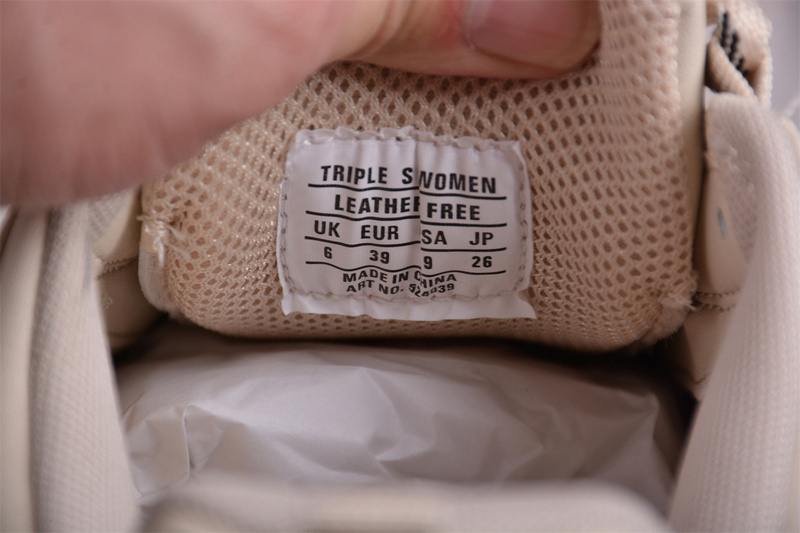 TRIPLE S WOMEN
LEATHER FREE
UK EUR SA JP
6 39 9 26
MADE IN CHINA
ART NO.